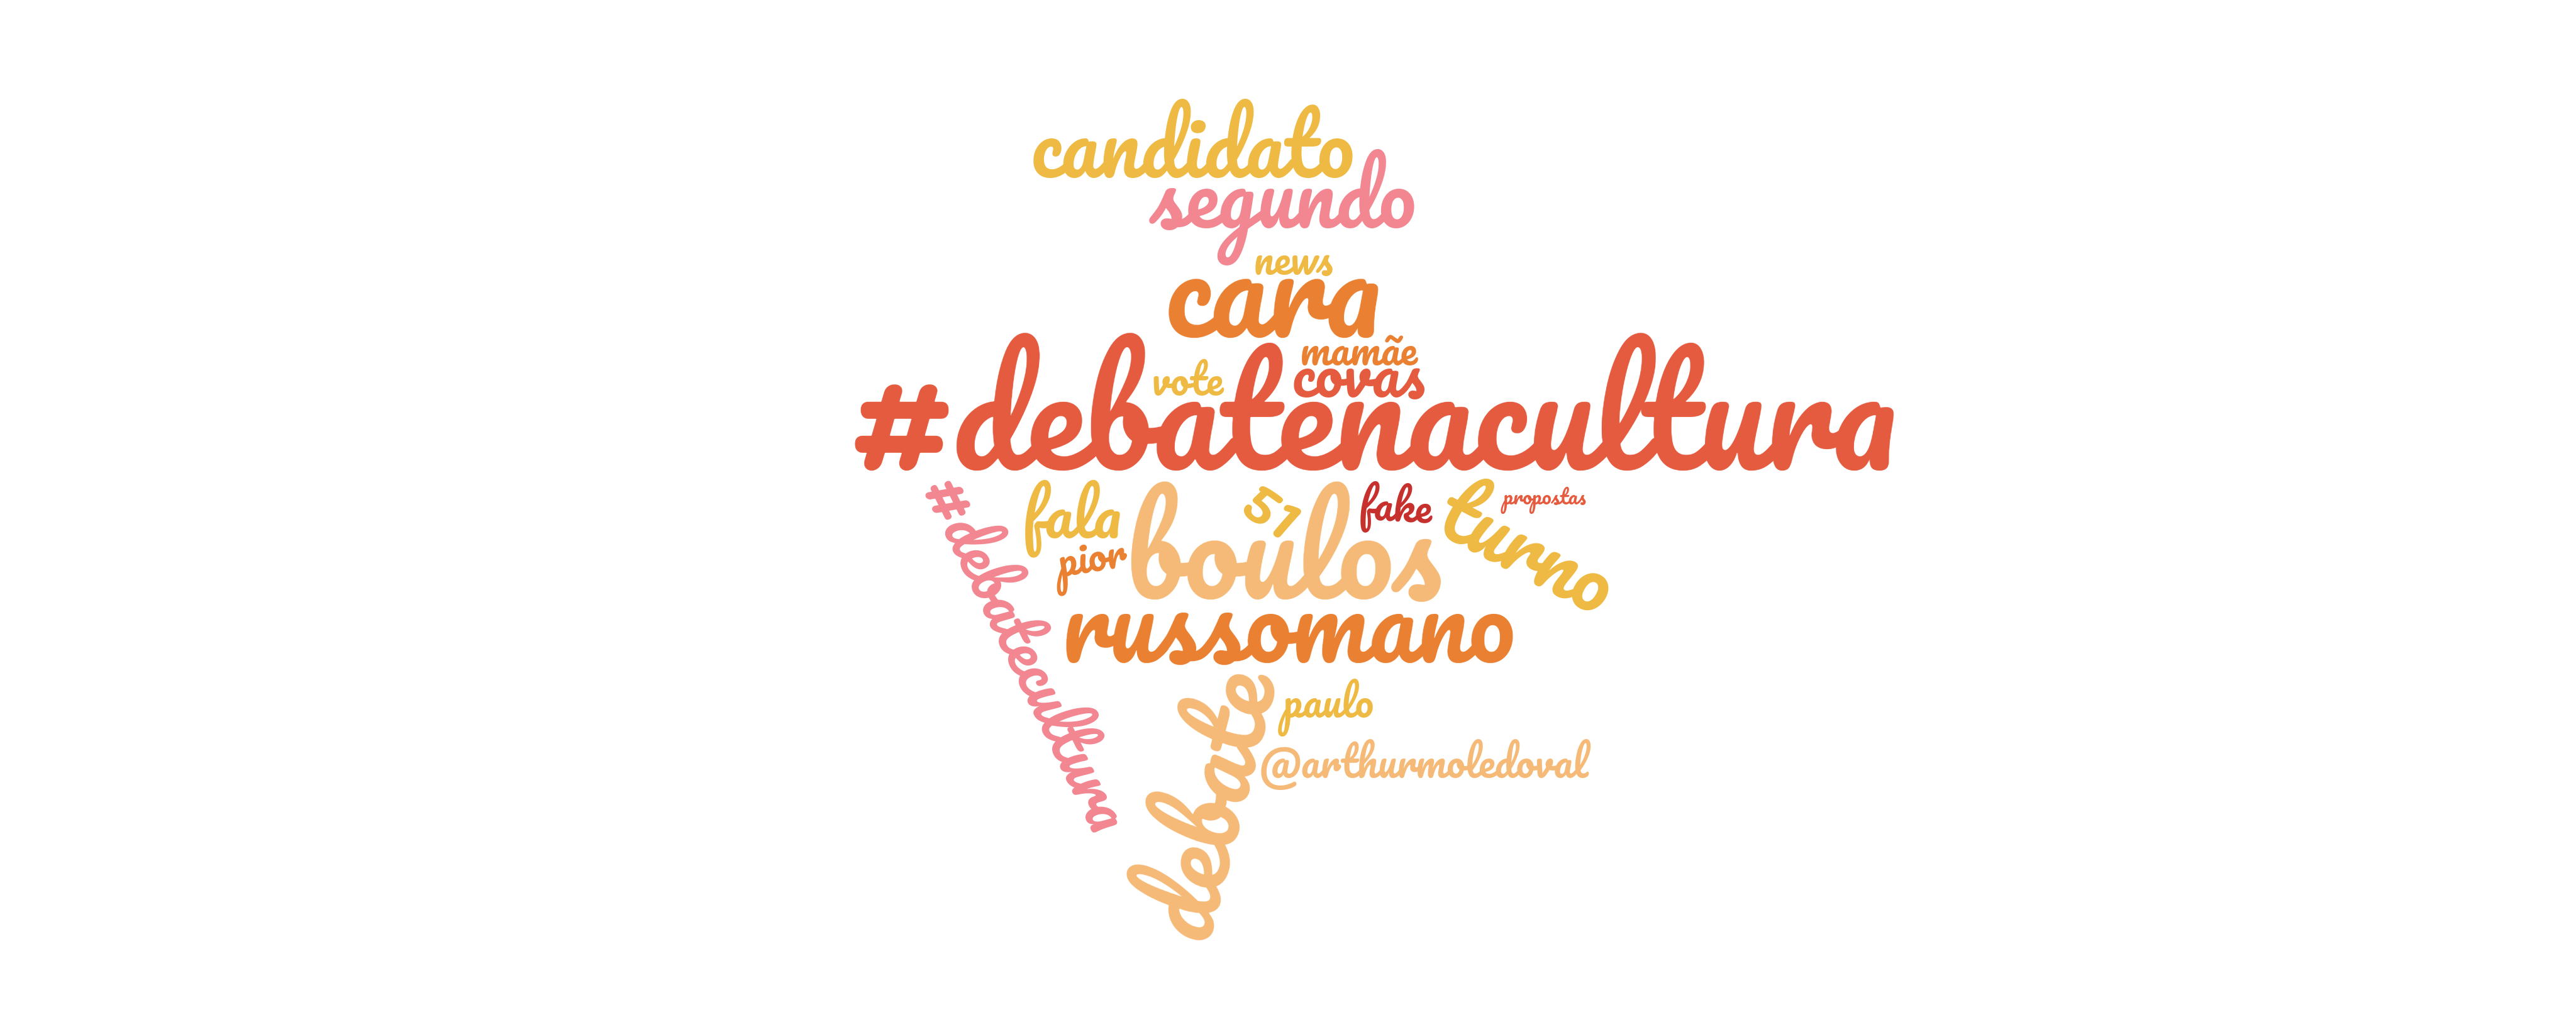 candidato
segundo
news
cara
mamãe
vote
covas
#debatenacultura
#debatecultura
fala
51
fake
turno
propostas
pior
boulos
russomano
debate
paulo
@arthurmoledoval